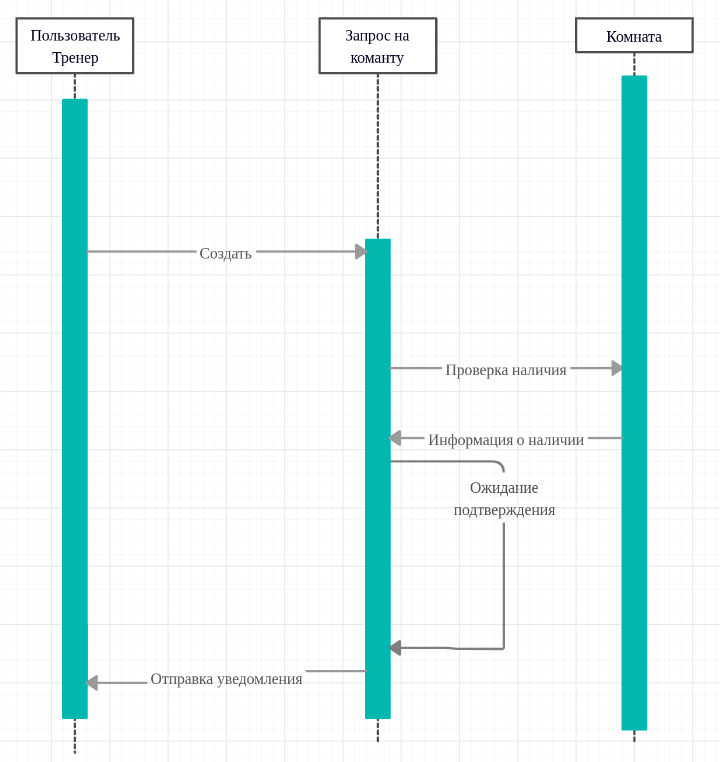 Пользователь
Тренер
Запрос на
команту
Комната
Создать
Проверка наличия
Информация о наличии
Ожидание
подтверждения
Отправка уведомления